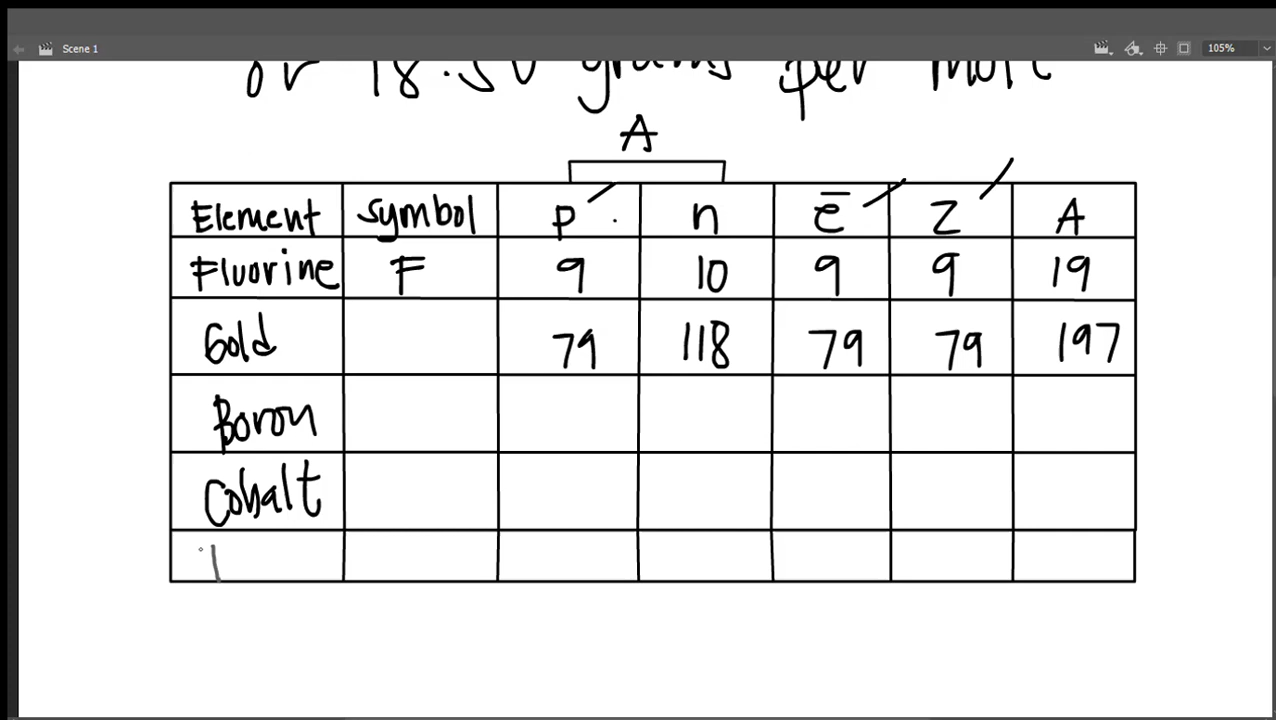 Scene 1 105%
or 18.50 grams per mole
A
Element Symbol P n e̅ Z A
Fluorine F 9 10 9 9 19
Gold 79 118 79 79 197
Boron
Cobalt